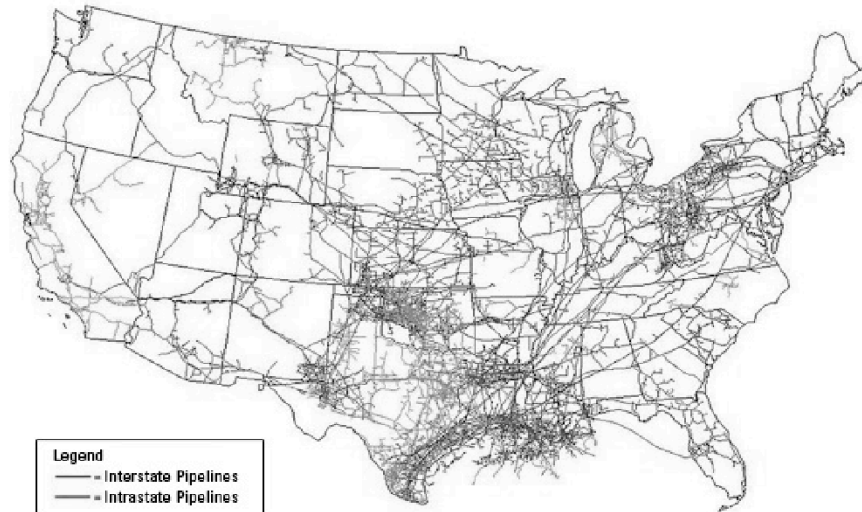 Legend
= Interstate Pipelines
= Intrastate Pipelines